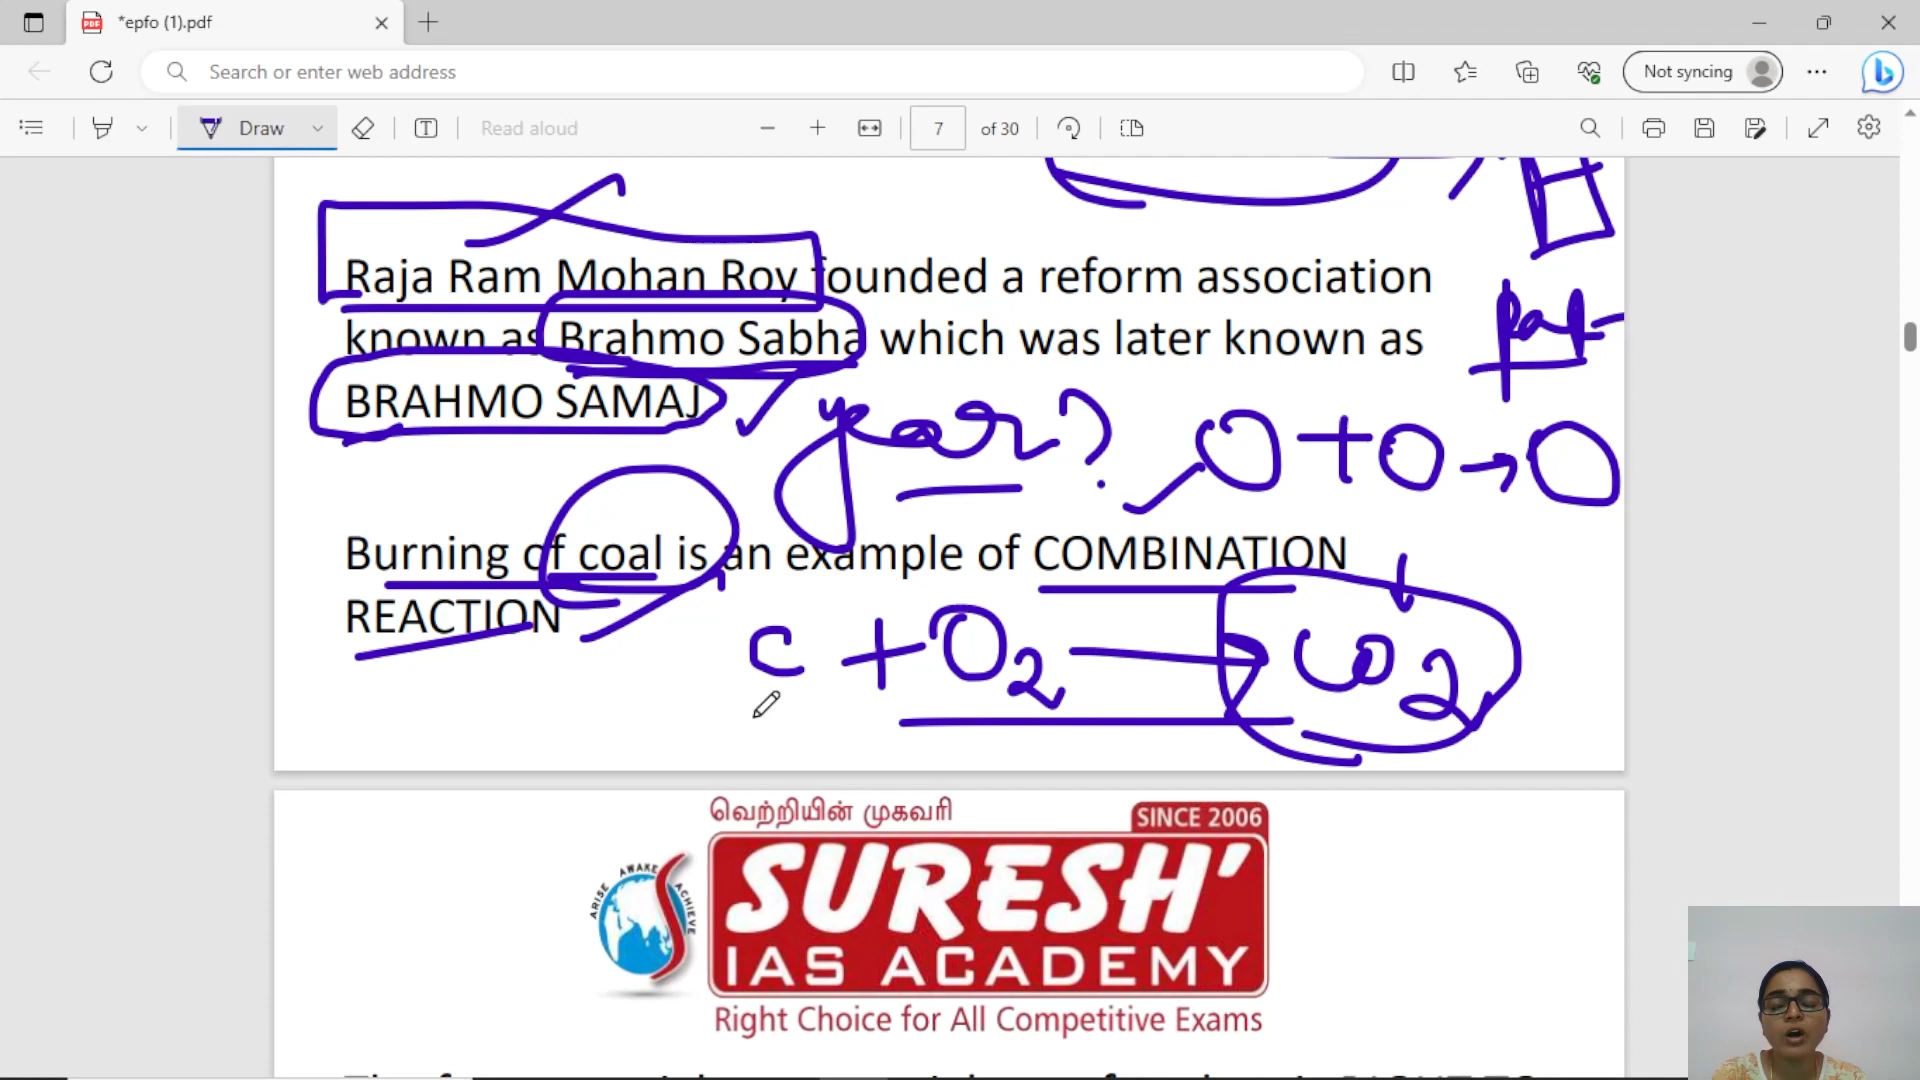 *epfo (1).pdf
Search or enter web address
Not syncing
Draw
Read aloud
7 of 30
Raja Ram Mohan Roy founded a reform association
known as Brahmo Sabha which was later known as
BRAHMO SAMAJ
year?
O + O → O
Burning of coal is an example of COMBINATION
REACTION
C + O2 → CO2
வெற்றியின் முகவரி
SINCE 2006
ARISE AWAKE ACHIEVE
SURESH'
IAS ACADEMY
Right Choice for All Competitive Exams